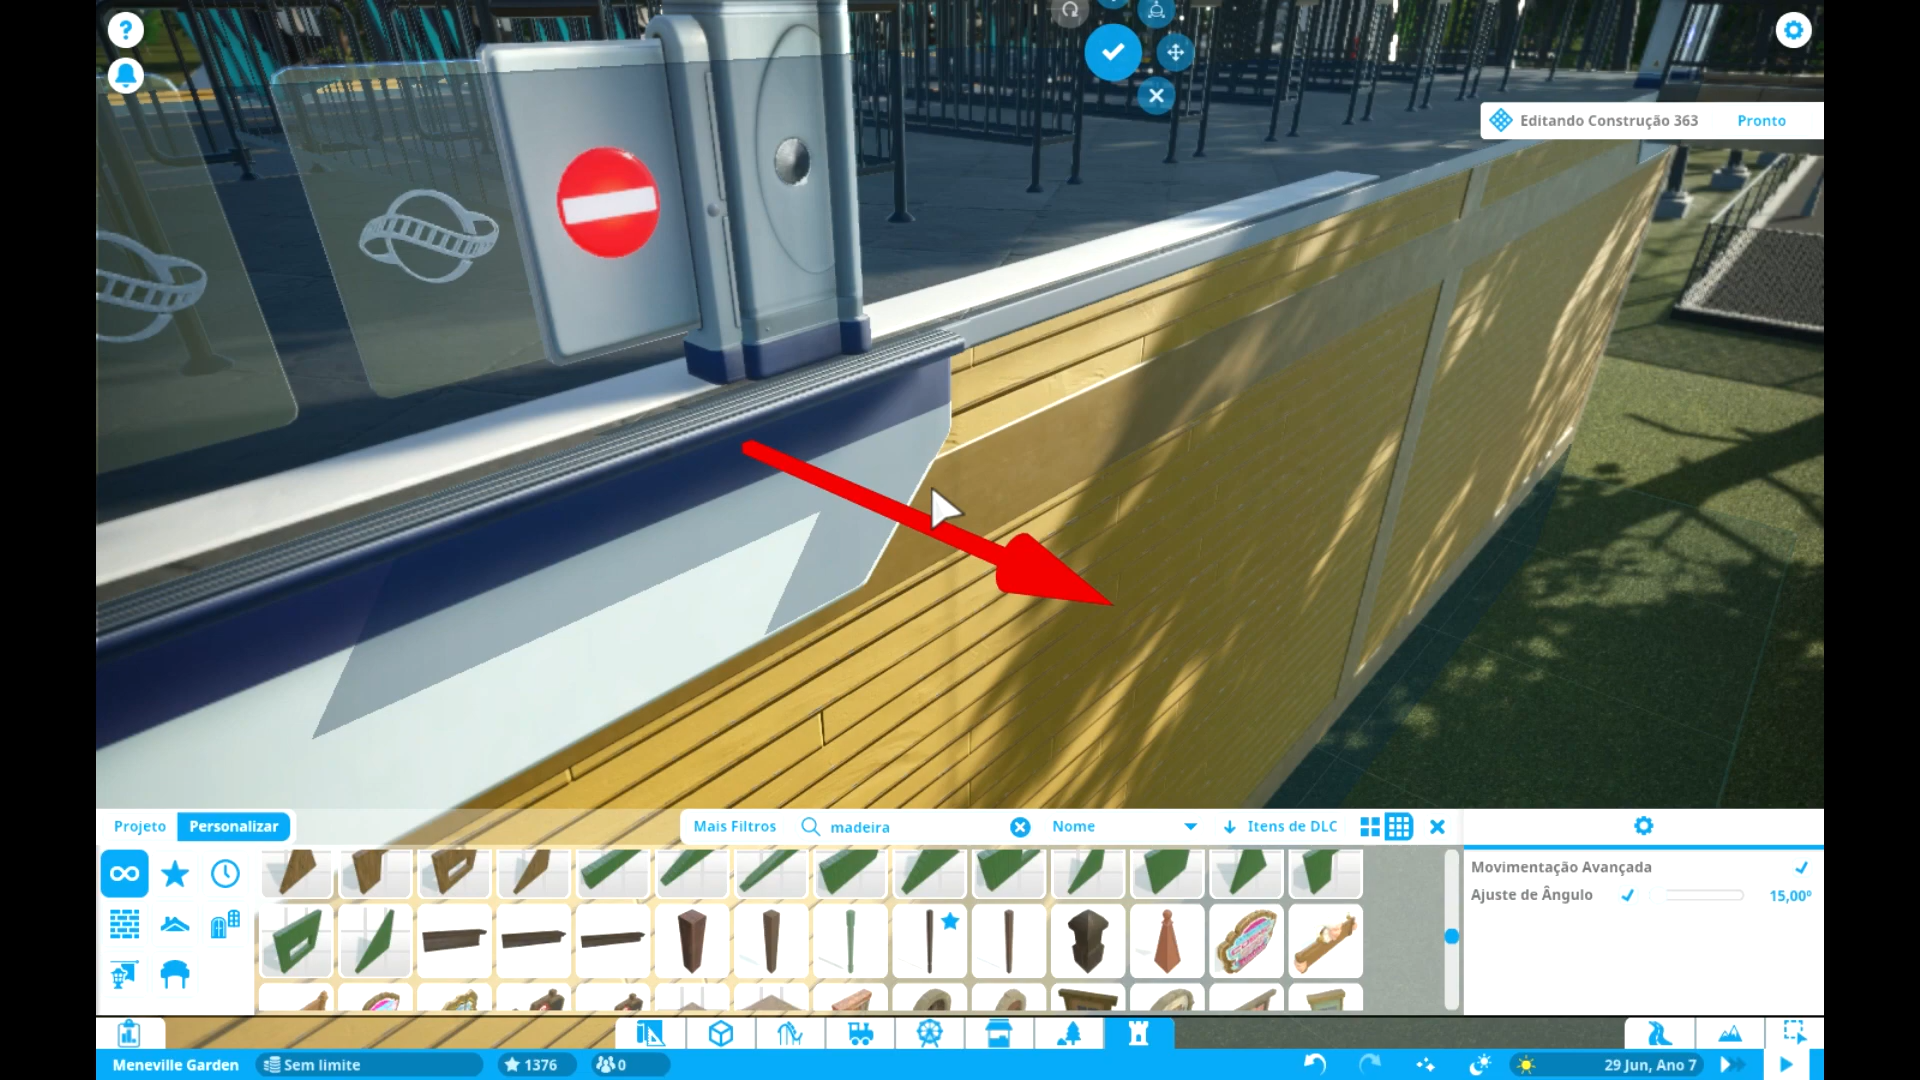 ?
Editando Construção 363 Pronto
Projeto Personalizar Mais Filtros madeira Nome Itens de DLC
Movimentação Avançada
Ajuste de Ângulo 15,00º
Meneville Garden Sem limite 1376 0 29 Jun, Ano 7